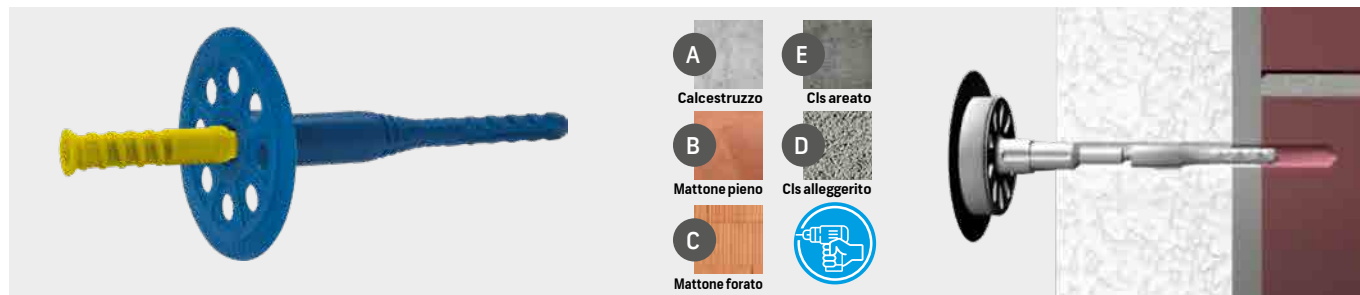 A
Calcestruzzo
E
Cls areato
B
Mattone pieno
D
Cls alleggerito
C
Mattone forato